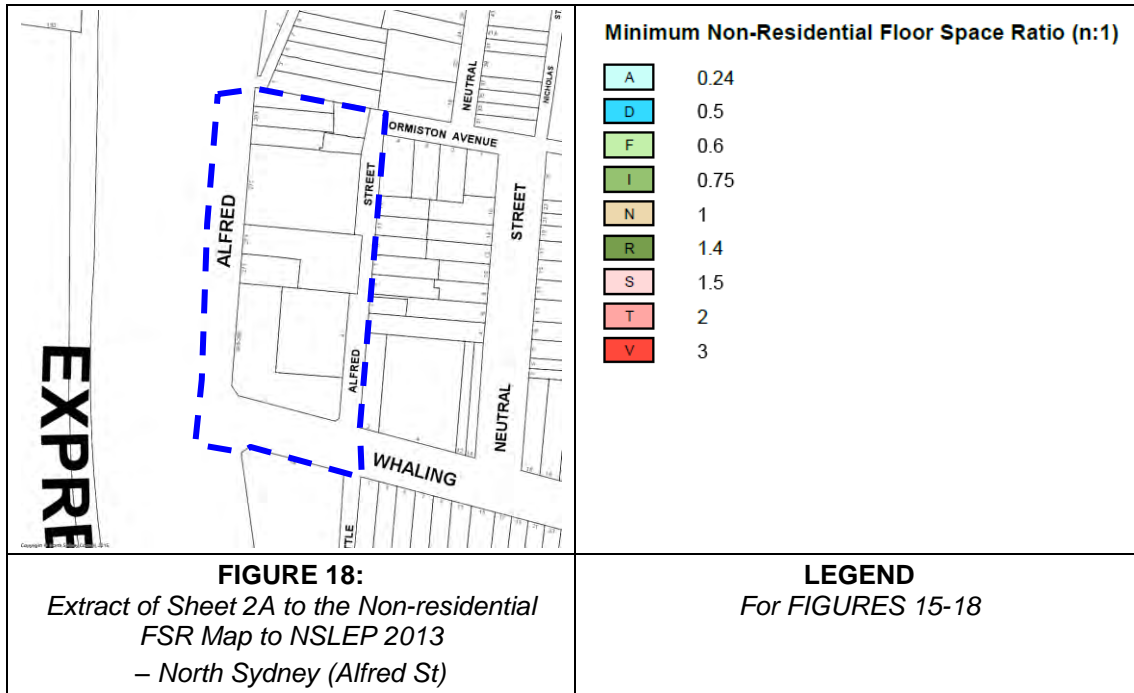 NEUTRAL
NICHOLAS
ST
ORMISTON AVENUE
STREET
ALFRED
STREET
ALFRED
NEUTRAL
WHALING
EXPRE
TTLE
Minimum Non-Residential Floor Space Ratio (n:1)
A 0.24
D 0.5
F 0.6
I 0.75
N 1
R 1.4
S 1.5
T 2
V 3
FIGURE 18:
Extract of Sheet 2A to the Non-residential
FSR Map to NSLEP 2013
– North Sydney (Alfred St)
LEGEND
For FIGURES 15-18